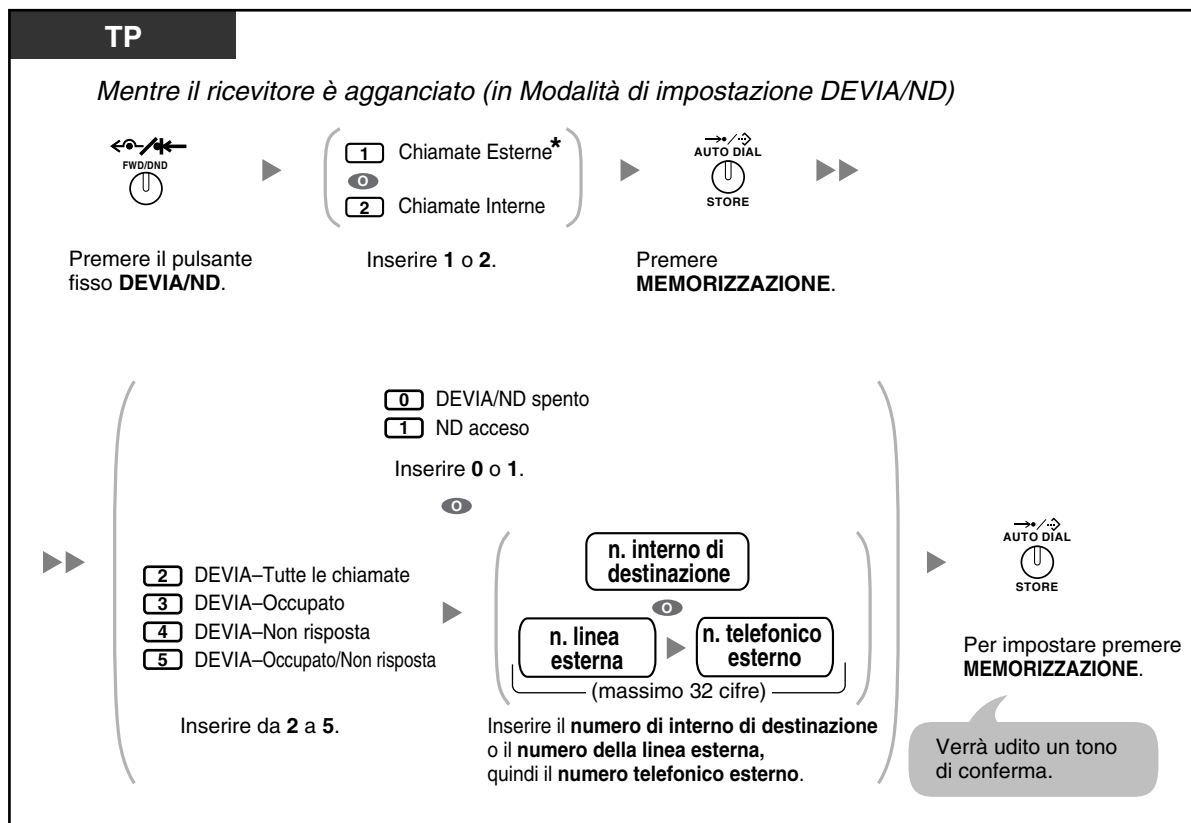 TP
Mentre il ricevitore è agganciato (in Modalità di impostazione DEVIA/ND)
FWD/DND
1 Chiamate Esterne*
O
2 Chiamate Interne
AUTO DIAL
STORE
Premere il pulsante
fisso DEVIA/ND.
Inserire 1 o 2.
Premere
MEMORIZZAZIONE.
0 DEVIA/ND spento
1 ND acceso
Inserire 0 o 1.
O
2 DEVIA–Tutte le chiamate
3 DEVIA–Occupato
4 DEVIA–Non risposta
5 DEVIA–Occupato/Non risposta
Inserire da 2 a 5.
n. interno di
destinazione
O
n. linea
esterna
n. telefonico
esterno
(massimo 32 cifre)
Inserire il numero di interno di destinazione
o il numero della linea esterna,
quindi il numero telefonico esterno.
AUTO DIAL
STORE
Per impostare premere
MEMORIZZAZIONE.
Verrà udito un tono
di conferma.